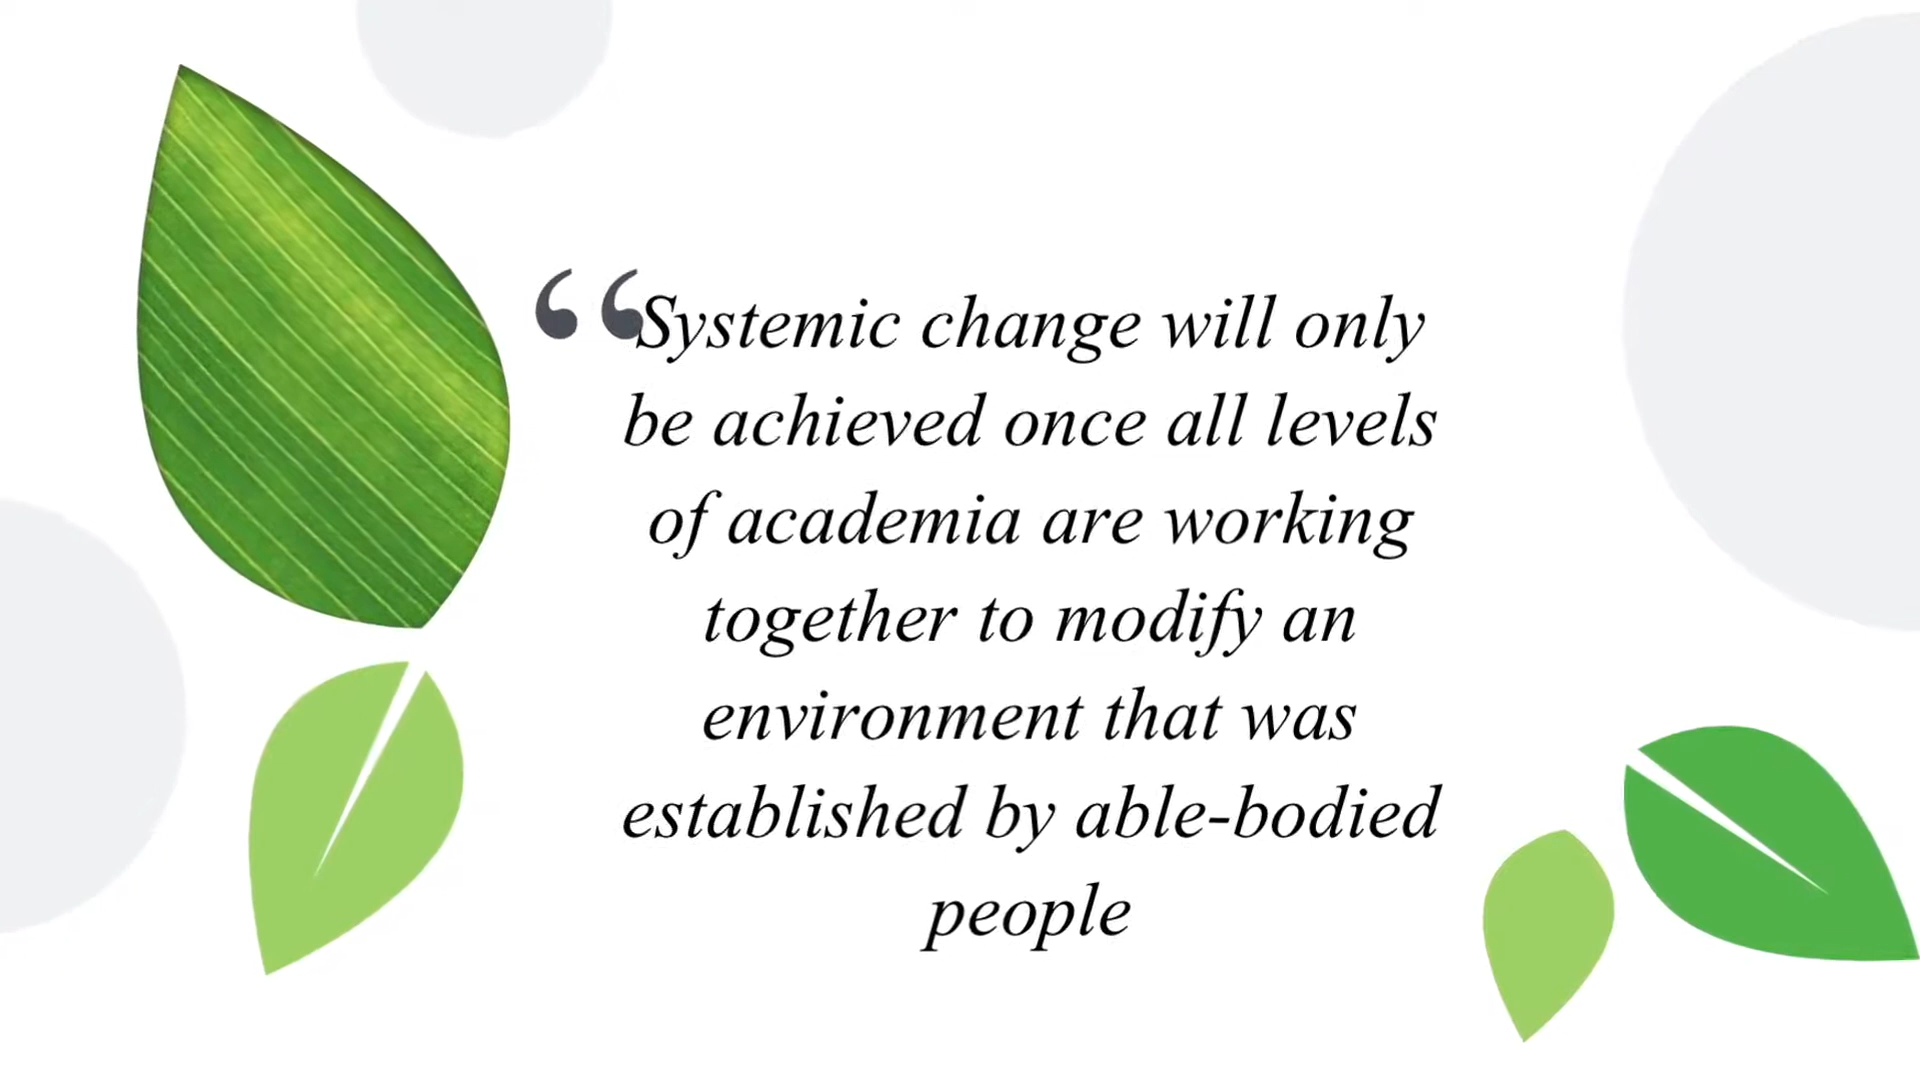 “Systemic change will only
be achieved once all levels
of academia are working
together to modify an
environment that was
established by able-bodied
people